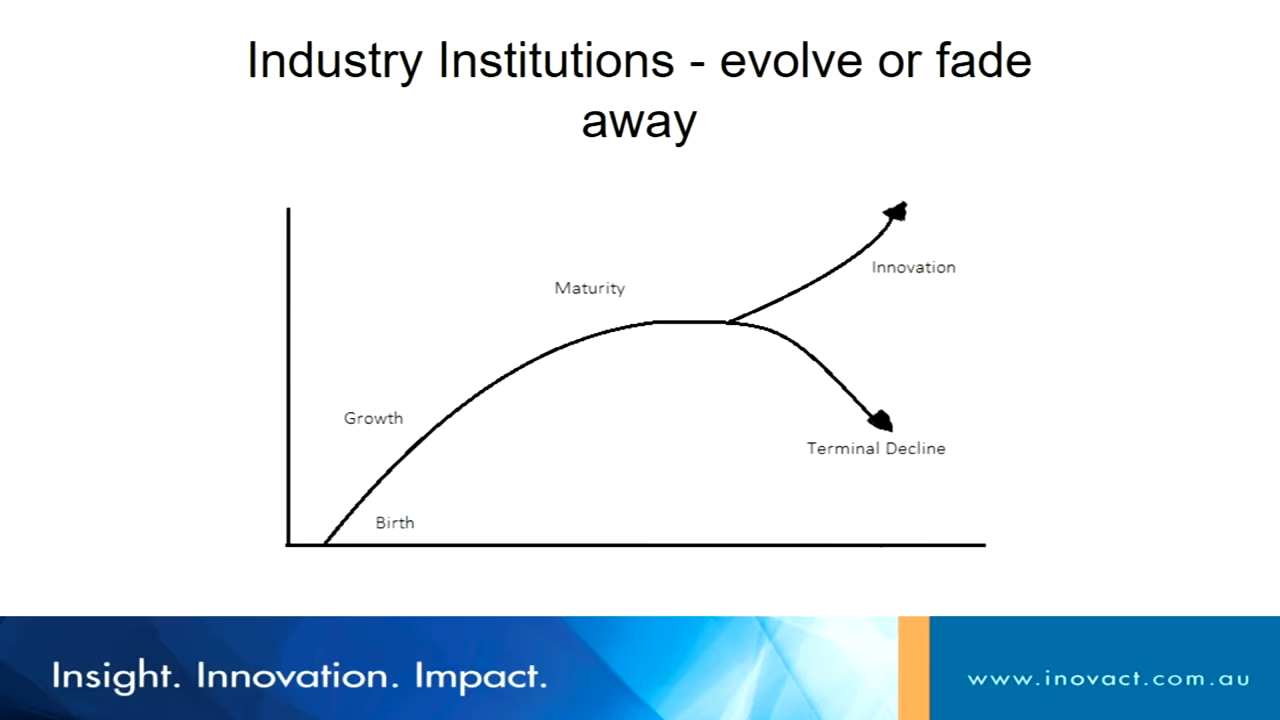 Industry Institutions - evolve or fade
away
Innovation
Maturity
Growth
Terminal Decline
Birth
Insight. Innovation. Impact.
www.inovact.com.au